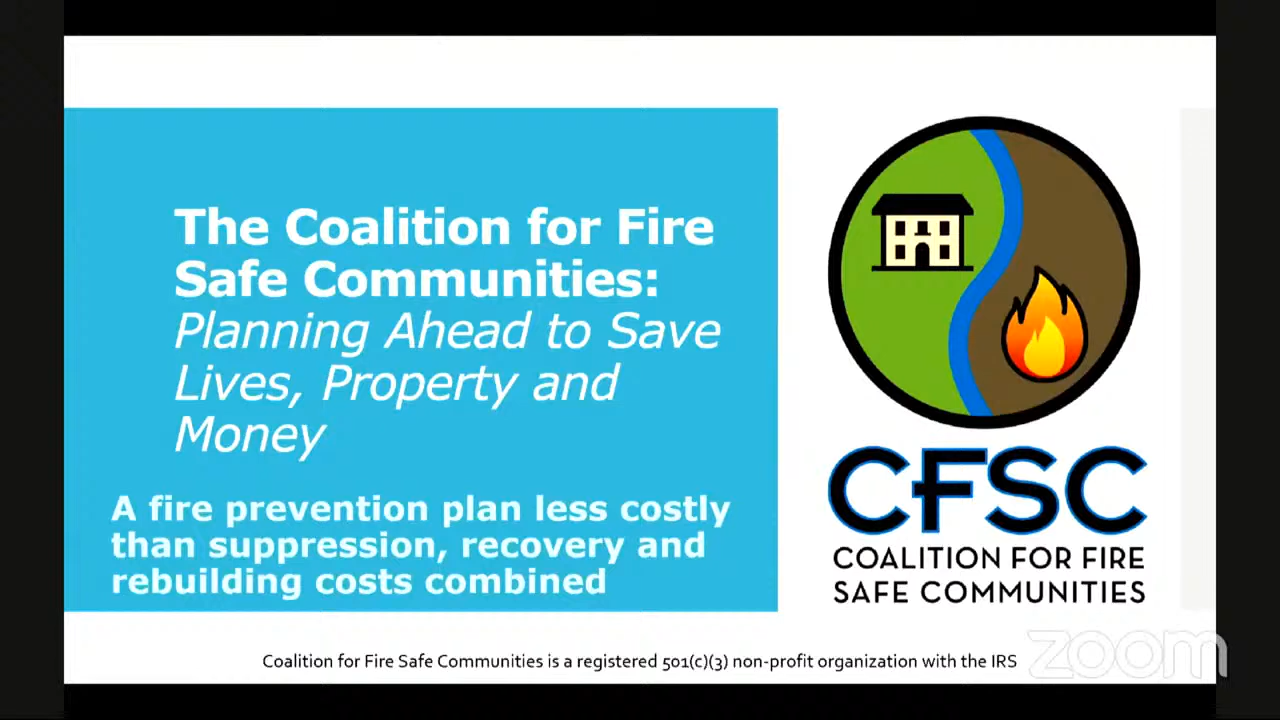 The Coalition for Fire
Safe Communities:
Planning Ahead to Save
Lives, Property and
Money
A fire prevention plan less costly
than suppression, recovery and
rebuilding costs combined
CFSC
COALITION FOR FIRE
SAFE COMMUNITIES
Coalition for Fire Safe Communities is a registered 501(c)(3) non-profit organization with the IRS
zoom